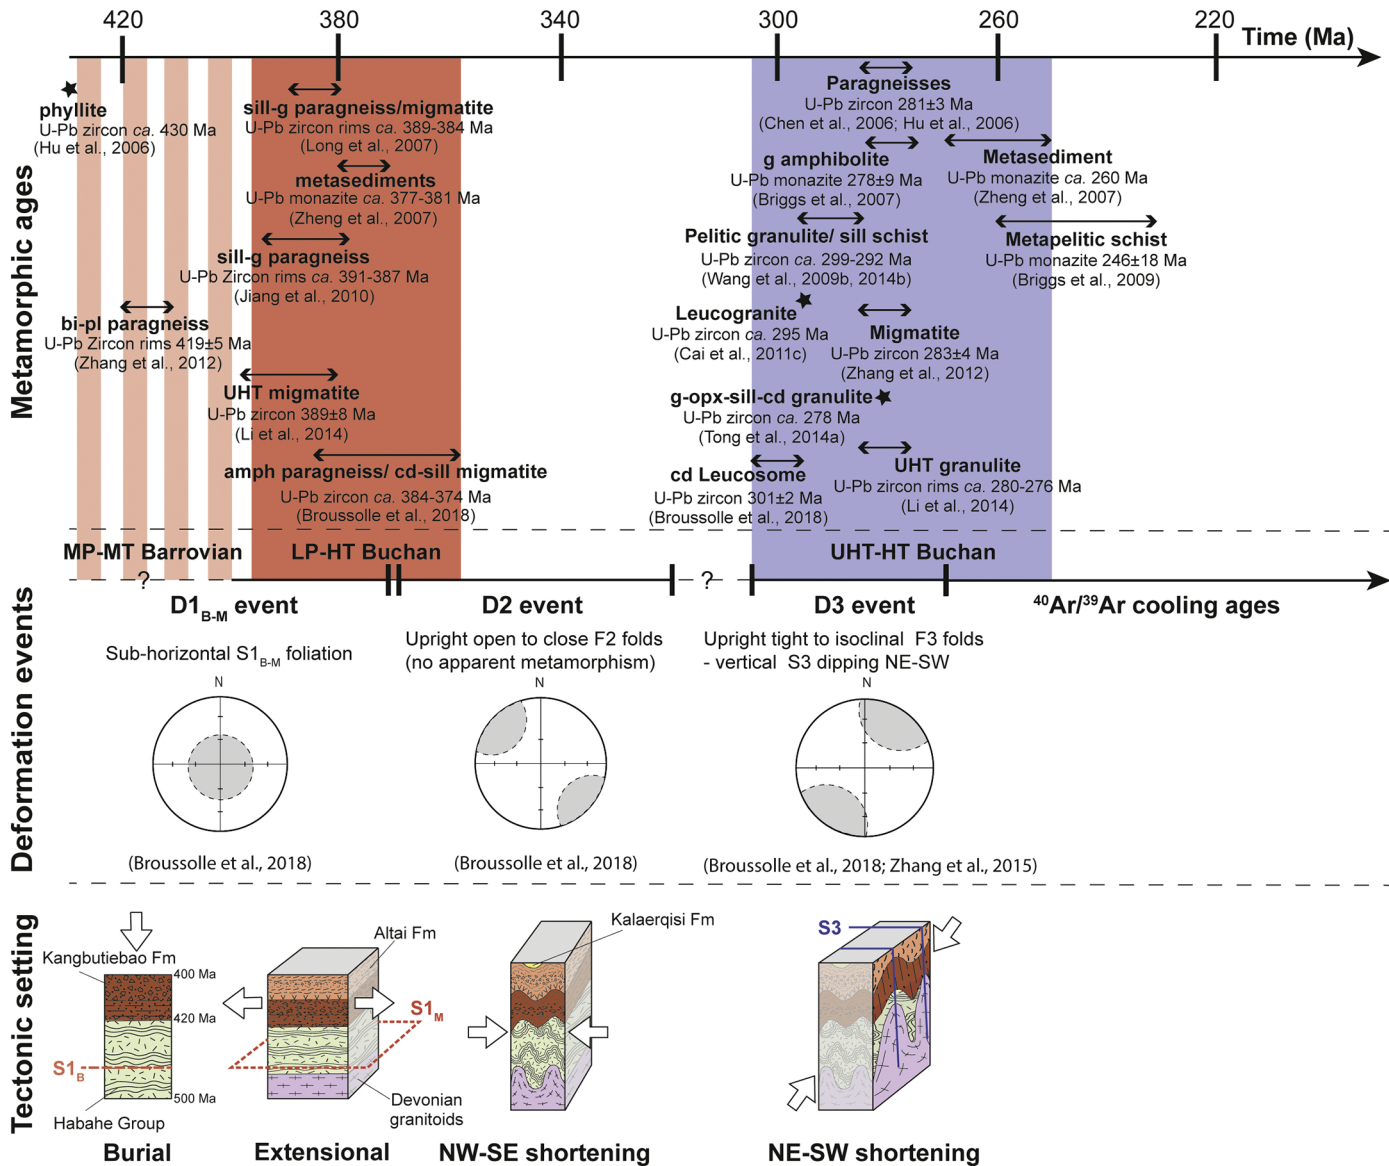 420
380
340
300
260
220
Time (Ma)
Metamorphic ages
phyllite
U-Pb zircon ca. 430 Ma
(Hu et al., 2006)
sill-g paragneiss/migmatite
U-Pb zircon rims ca. 389-384 Ma
(Long et al., 2007)
metasediments
U-Pb monazite ca. 377-381 Ma
(Zheng et al., 2007)
sill-g paragneiss
U-Pb Zircon rims ca. 391-387 Ma
(Jiang et al., 2010)
bi-pl paragneiss
U-Pb Zircon rims 419±5 Ma
(Zhang et al., 2012)
UHT migmatite
U-Pb zircon 389±8 Ma
(Li et al., 2014)
amph paragneiss/ cd-sill migmatite
U-Pb zircon ca. 384-374 Ma
(Broussolle et al., 2018)
Paragneisses
U-Pb zircon 281±3 Ma
(Chen et al., 2006; Hu et al., 2006)
g amphibolite
U-Pb monazite 278±9 Ma
(Briggs et al., 2007)
Metasediment
U-Pb monazite ca. 260 Ma
(Zheng et al., 2007)
Pelitic granulite/ sill schist
U-Pb zircon ca. 299-292 Ma
(Wang et al., 2009b, 2014b)
Metapelitic schist
U-Pb monazite 246±18 Ma
(Briggs et al., 2009)
Leucogranite
U-Pb zircon ca. 295 Ma
(Cai et al., 2011c)
Migmatite
U-Pb zircon 283±4 Ma
(Zhang et al., 2012)
g-opx-sill-cd granulite
U-Pb zircon ca. 278 Ma
(Tong et al., 2014a)
cd Leucosome
U-Pb zircon 301±2 Ma
(Broussolle et al., 2018)
UHT granulite
U-Pb zircon rims ca. 280-276 Ma
(Li et al., 2014)
MP-MT Barrovian
LP-HT Buchan
UHT-HT Buchan
?
?
Deformation events
D1B-M event
D2 event
D3 event
40Ar/39Ar cooling ages
Sub-horizontal S1B-M foliation
Upright open to close F2 folds
(no apparent metamorphism)
Upright tight to isoclinal F3 folds
- vertical S3 dipping NE-SW
N
N
N
(Broussolle et al., 2018)
(Broussolle et al., 2018)
(Broussolle et al., 2018; Zhang et al., 2015)
Tectonic setting
Kangbutiebao Fm
400 Ma
420 Ma
S1B
500 Ma
Habahe Group
Burial
Altai Fm
S1M
Devonian
granitoids
Extensional
Kalaerqisi Fm
NW-SE shortening
S3
NE-SW shortening